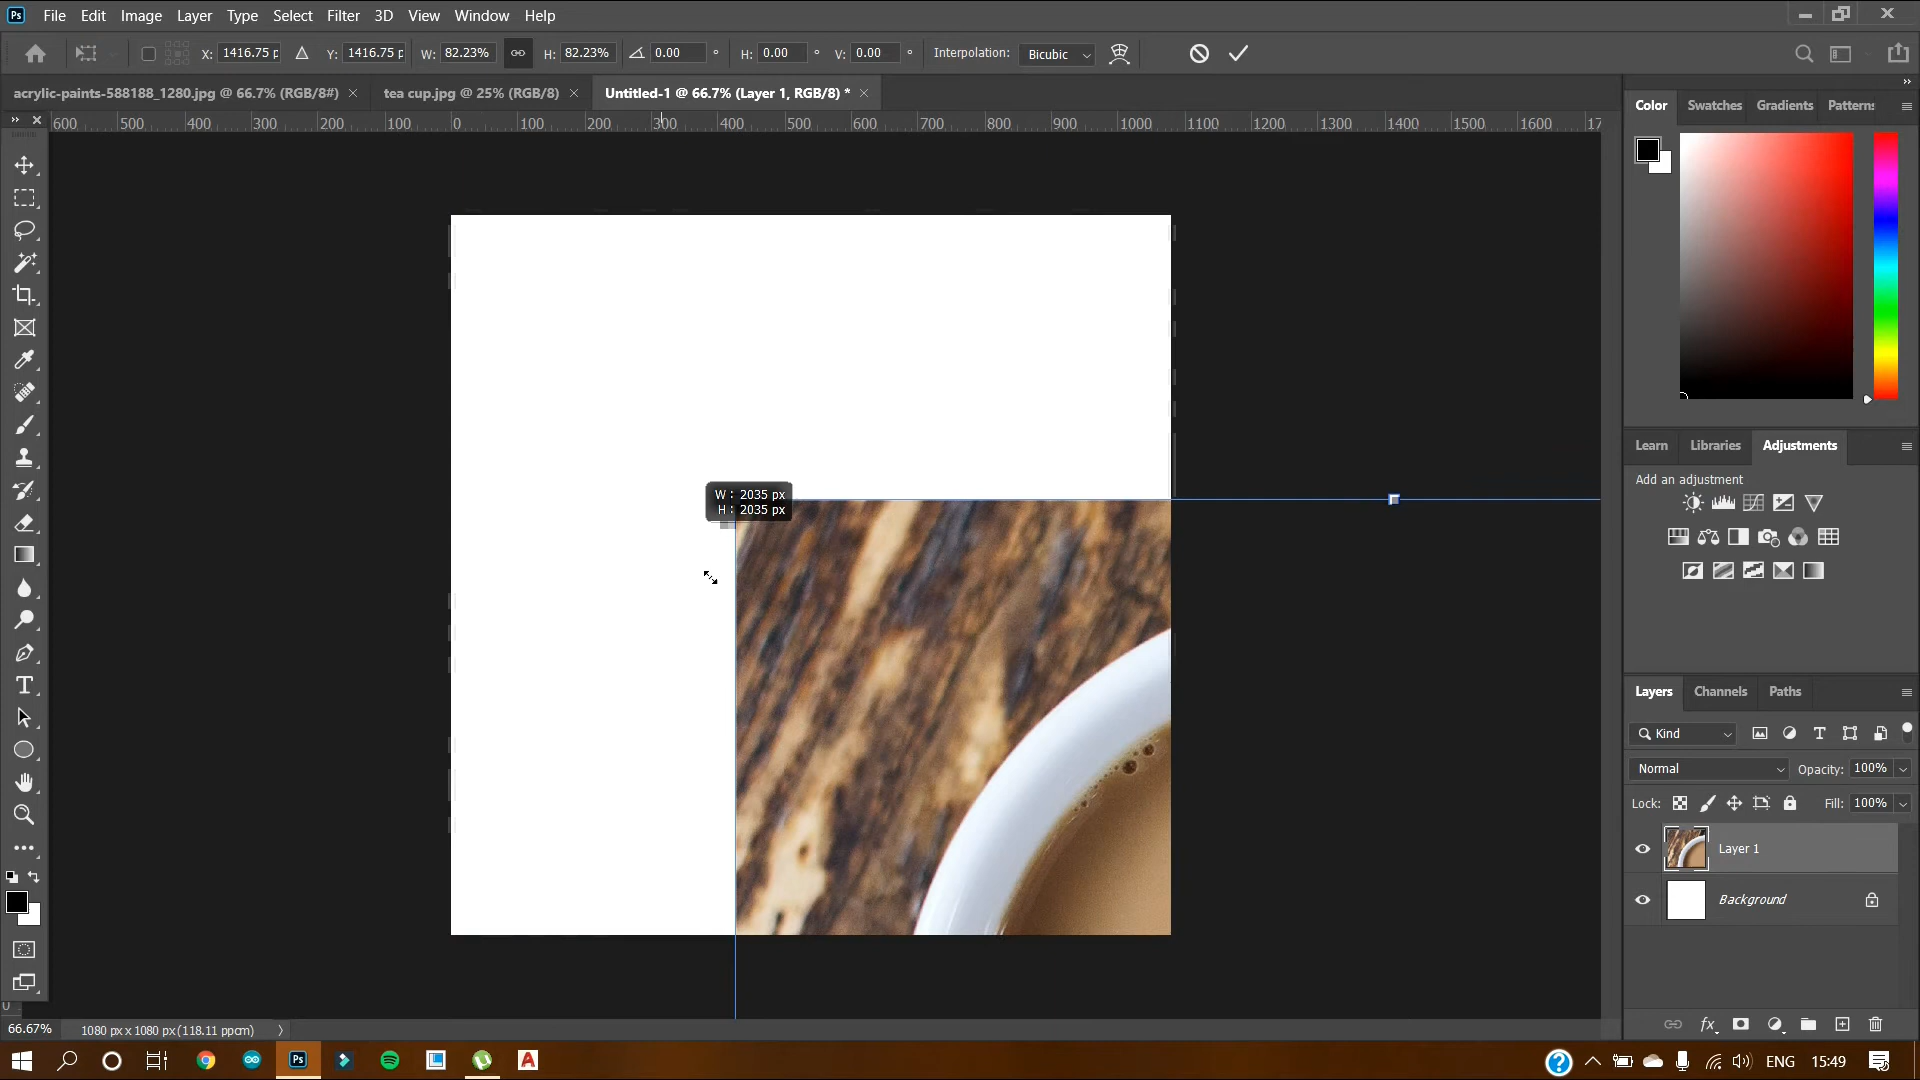 Ps File Edit Image Layer Type Select Filter 3D View Window Help
X: 1416.75 p Y: 1416.75 p W: 82.23% H: 82.23% 0.00 ° H: 0.00 ° V: 0.00 ° Interpolation: Bicubic
acrylic-paints-588188_1280.jpg @ 66.7% (RGB/8#) tea cup.jpg @ 25% (RGB/8) Untitled-1 @ 66.7% (Layer 1, RGB/8) *
600 500 400 300 200 100 0 100 200 300 400 500 600 700 800 900 1000 1100 1200 1300 1400 1500 1600 17
Color Swatches Gradients Patterns
W: 2035 px
H: 2035 px
Learn Libraries Adjustments
Add an adjustment
Layers Channels Paths
Kind
Normal Opacity: 100%
Lock: Fill: 100%
Layer 1
Background
66.67% 1080 px x 1080 px (118.11 ppcm)
Ps A ? ENG 15:49